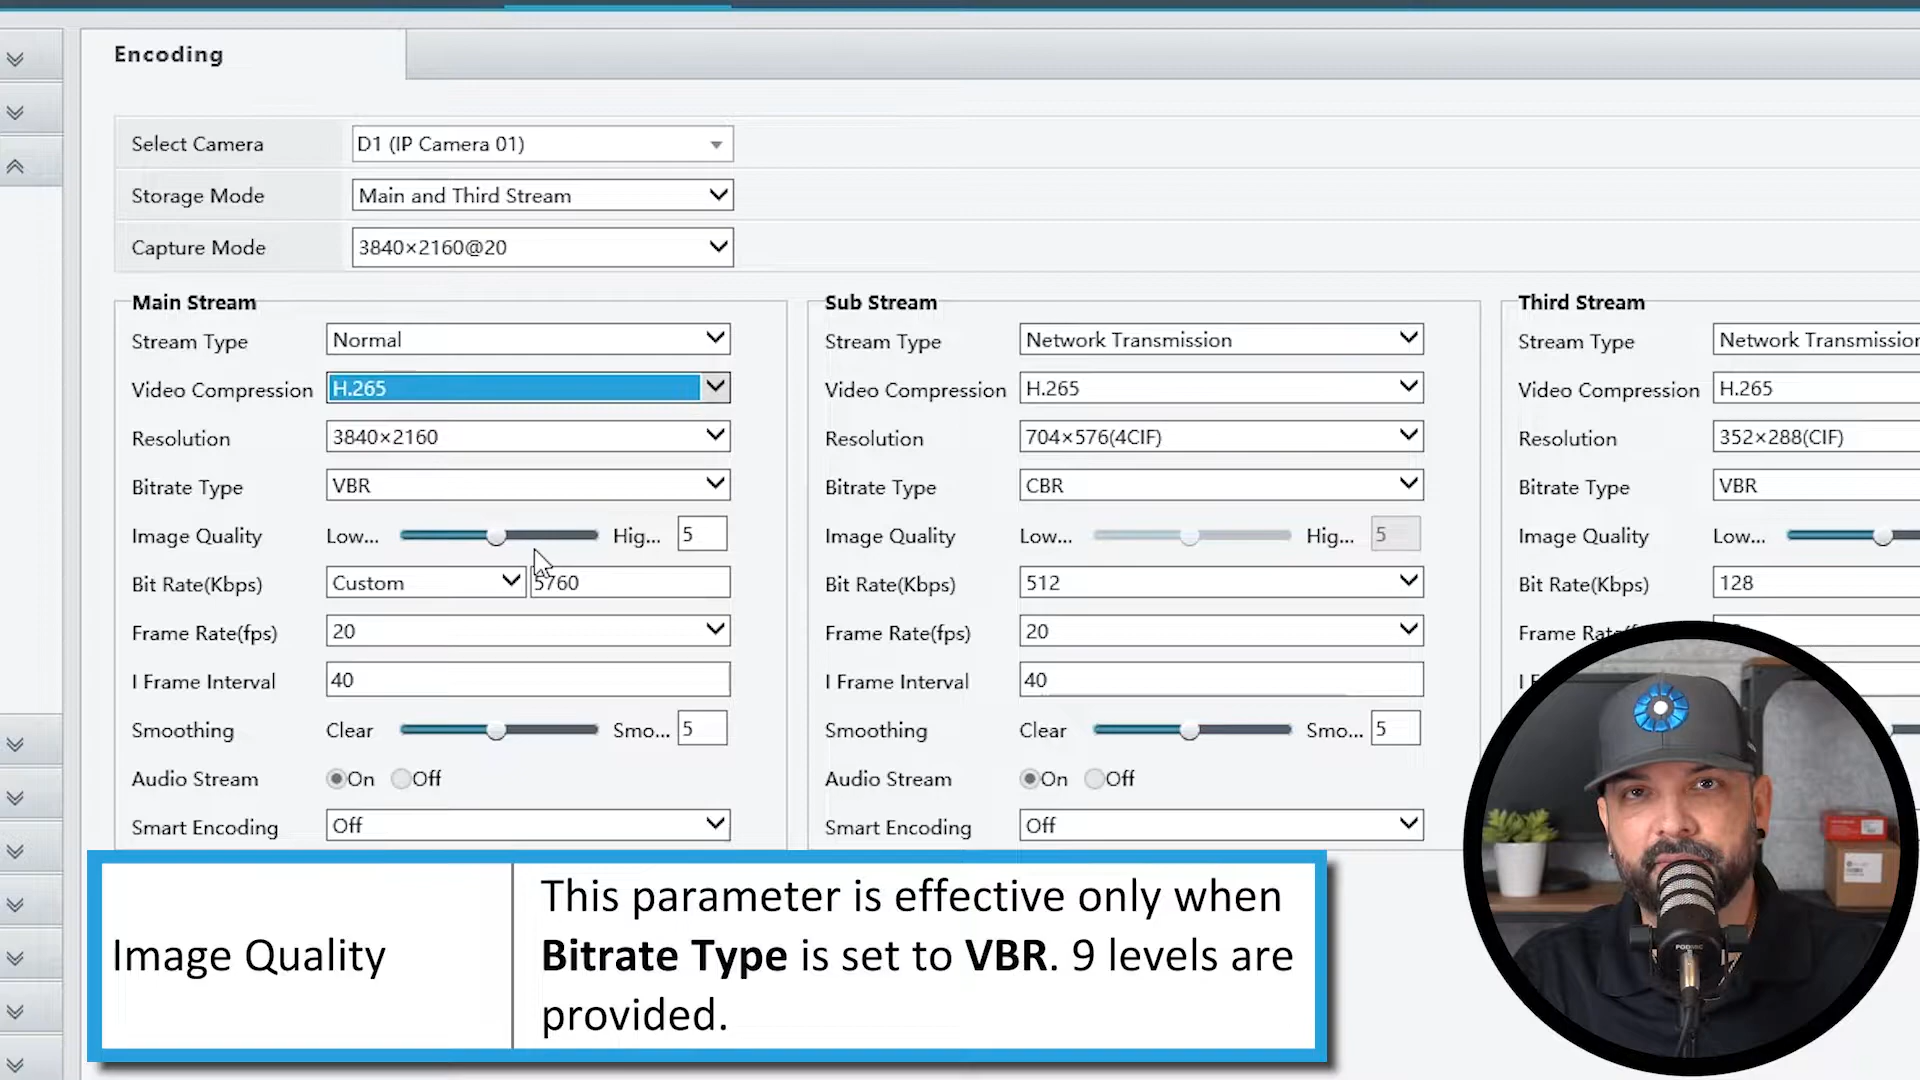 Encoding
Select Camera D1 (IP Camera 01)
Storage Mode Main and Third Stream
Capture Mode 3840×2160@20
Main Stream
Stream Type Normal
Video Compression H.265
Resolution 3840×2160
Bitrate Type VBR
Image Quality Low... Hig... 5
Bit Rate(Kbps) Custom 5760
Frame Rate(fps) 20
I Frame Interval 40
Smoothing Clear Smo... 5
Audio Stream On Off
Smart Encoding Off
Sub Stream
Stream Type Network Transmission
Video Compression H.265
Resolution 704×576(4CIF)
Bitrate Type CBR
Image Quality Low... Hig... 5
Bit Rate(Kbps) 512
Frame Rate(fps) 20
I Frame Interval 40
Smoothing Clear Smo... 5
Audio Stream On Off
Smart Encoding Off
Third Stream
Stream Type Network Transmission
Video Compression H.265
Resolution 352×288(CIF)
Bitrate Type VBR
Image Quality Low...
Bit Rate(Kbps) 128
Frame
Image Quality
This parameter is effective only when
Bitrate Type is set to VBR. 9 levels are
provided.
PODMIC